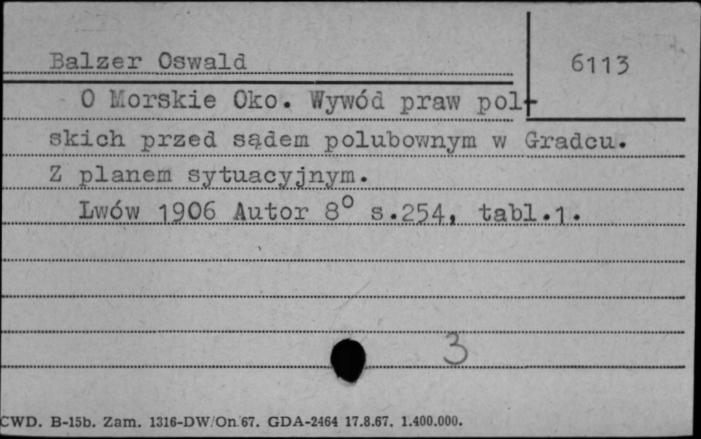 Balzer Oswald
6113
O Morskie Oko. Wywód praw pol-
skich przed sądem polubownym w Gradcu.
Z planem sytuacyjnym.
Lwów 1906 Autor 8° s.254, tabl.1.
3
CWD. B-15b. Zam. 1316-DW/On/67. GDA-2464 17.8.67. 1.400.000.